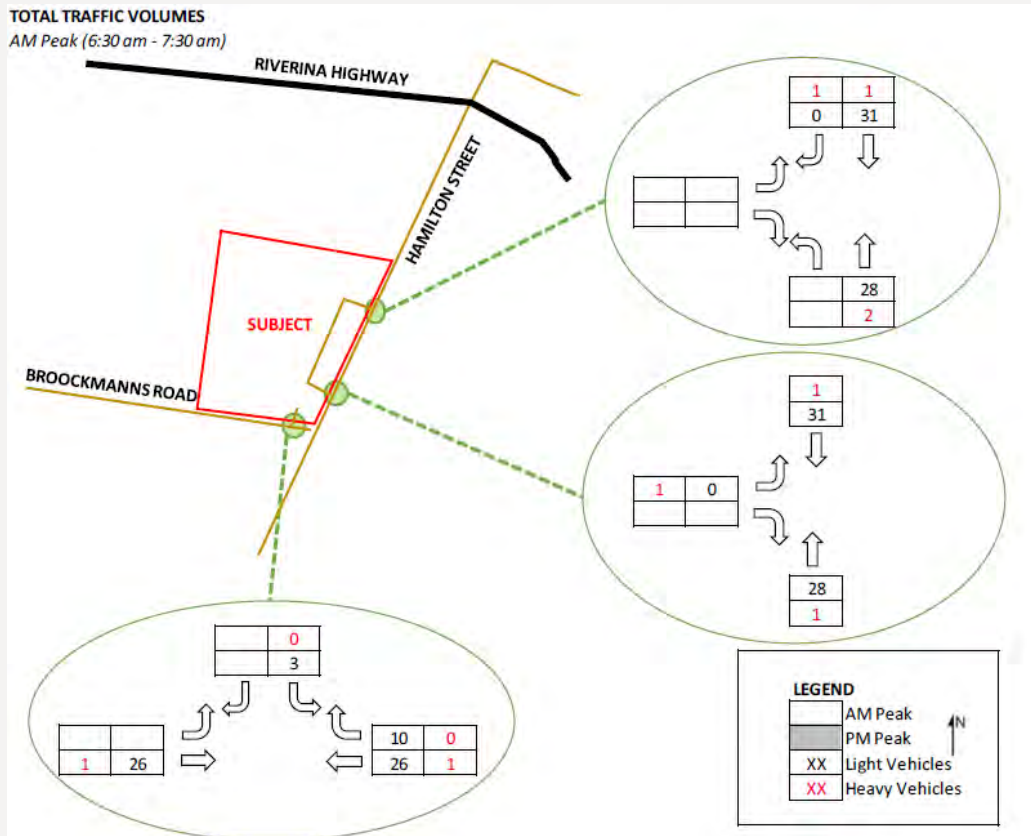 TOTAL TRAFFIC VOLUMES
AM Peak (6:30 am - 7:30 am)
RIVERINA HIGHWAY
HAMILTON STREET
SUBJECT
BROOCKMANNS ROAD
1 1
0 31
28
2
1
31
1 0
28
1
0
3
10 0
1 26
26 1
LEGEND
AM Peak
PM Peak
XX Light Vehicles
XX Heavy Vehicles
N